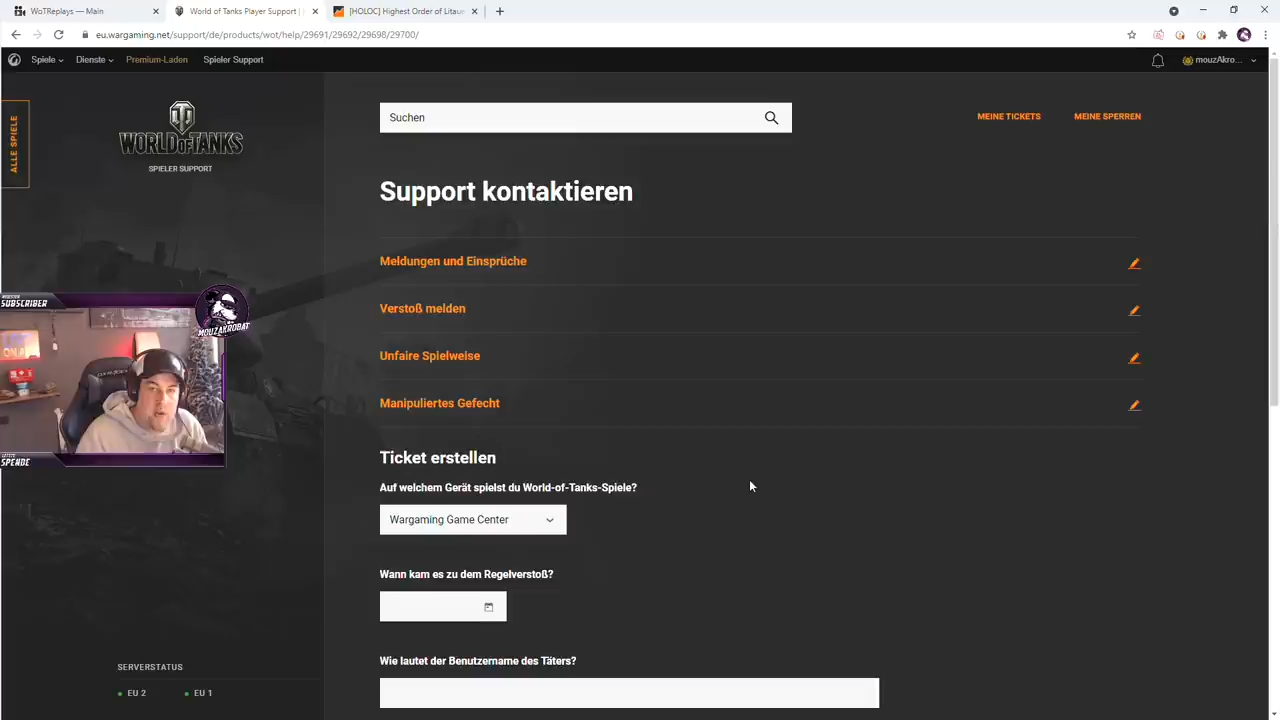 WoTReplays — Main
World of Tanks Player Support |
[HOLOC] Highest Order of Litau
eu.wargaming.net/support/de/products/wot/help/29691/29692/29698/29700/
Spiele
Dienste
Premium-Laden
Spieler Support
mouzAkro...
ALLE SPIELE
WORLD OF TANKS
SPIELER SUPPORT
Suchen
MEINE TICKETS
MEINE SPERREN
Support kontaktieren
Meldungen und Einsprüche
Verstoß melden
Unfaire Spielweise
Manipuliertes Gefecht
SUBSCRIBER
MOUZAKROBAT
ON A
SPENDE
Ticket erstellen
Auf welchem Gerät spielst du World-of-Tanks-Spiele?
Wargaming Game Center
Wann kam es zu dem Regelverstoß?
Wie lautet der Benutzername des Täters?
SERVERSTATUS
EU 2
EU 1